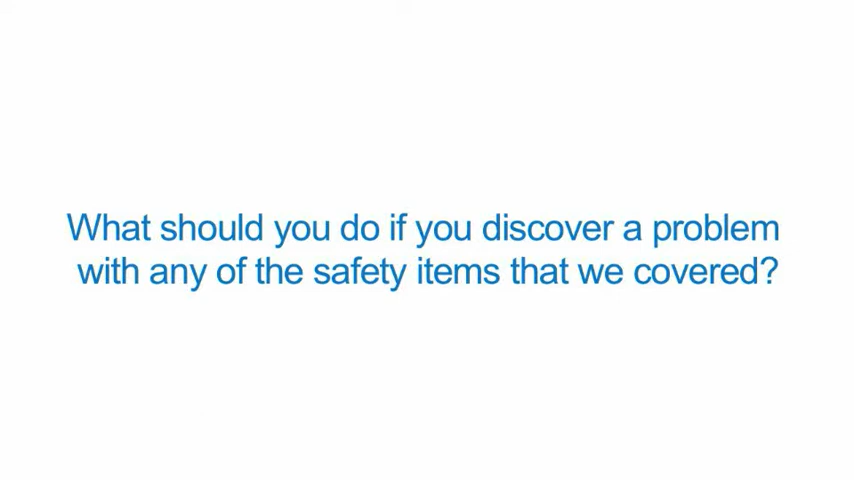 What should you do if you discover a problem
with any of the safety items that we covered?